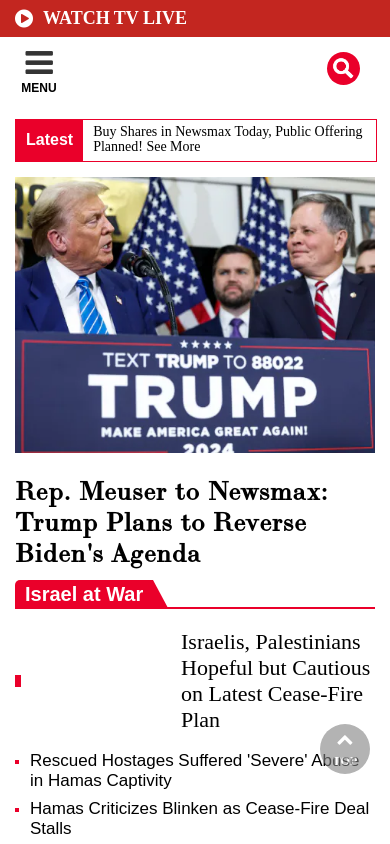 WATCH TV LIVE
MENU
Latest
Buy Shares in Newsmax Today, Public Offering
Planned! See More
TEXT TRUMP TO 88022
TRUMP
MAKE AMERICA GREAT AGAIN!
2024
Rep. Meuser to Newsmax:
Trump Plans to Reverse
Biden's Agenda
Israel at War
Israelis, Palestinians
Hopeful but Cautious
on Latest Cease-Fire
Plan
Rescued Hostages Suffered 'Severe' Abuse
in Hamas Captivity
Hamas Criticizes Blinken as Cease-Fire Deal
Stalls